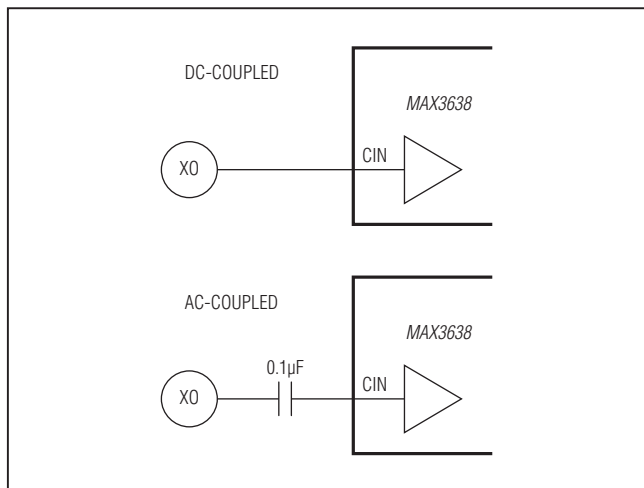 DC-COUPLED
MAX3638
XO
CIN
AC-COUPLED
MAX3638
0.1µF
XO
CIN